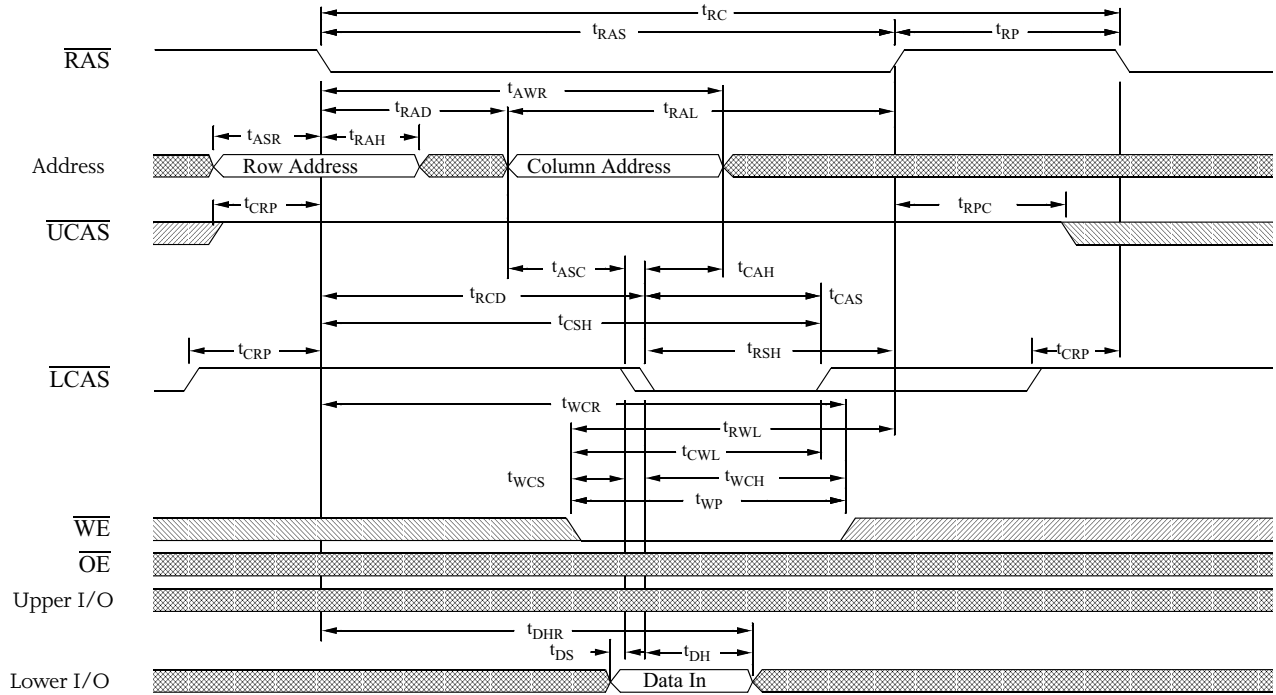 tRC
tRAS tRP
RAS
tAWR
tRAD tRAL
tASR tRAH
Address Row Address Column Address
tCRP tRPC
UCAS
tASC tCAH
tRCD tCAS
tCSH
tCRP tRSH tCRP
LCAS
tWCR
tRWL
tCWL
tWCS tWCH
tWP
WE
OE
Upper I/O
tDHR
tDS tDH
Lower I/O Data In